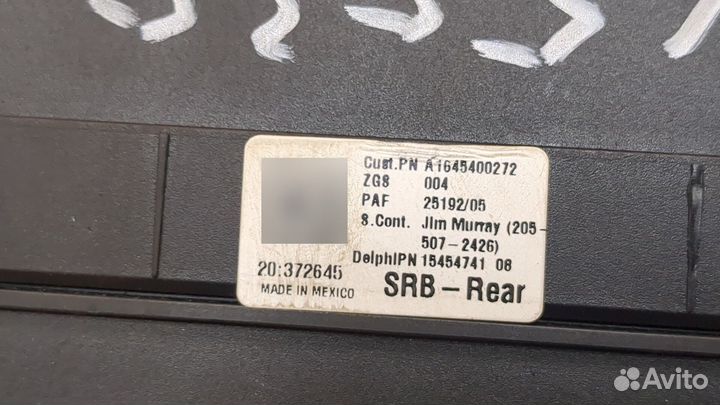 Cust.PN A1645400272
ZGS 004
PAF 25192/05
S.Cont. Jim Murray (205-
507-2426)
DelphiPN 15454741 08
20:372645
MADE IN MEXICO
SRB-Rear
Avito